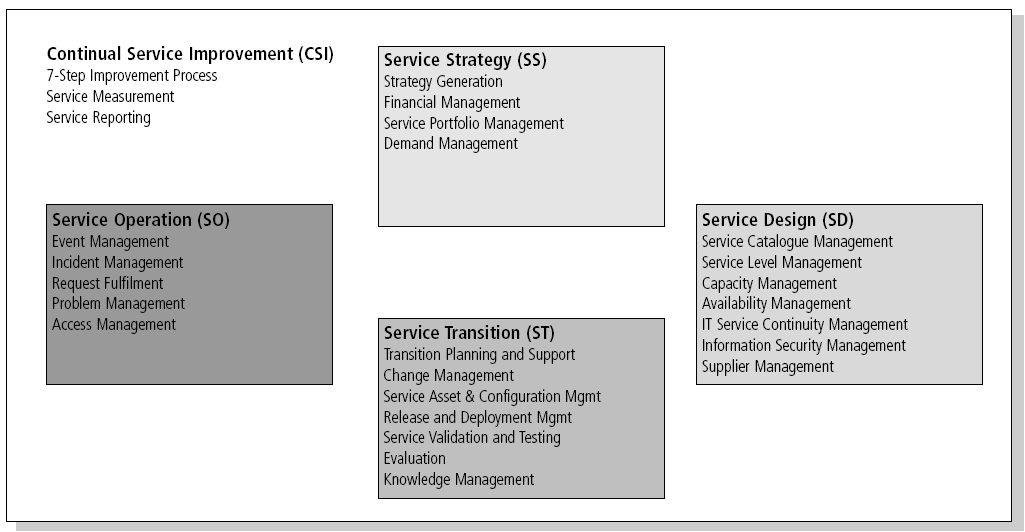 Continual Service Improvement (CSI)
7-Step Improvement Process
Service Measurement
Service Reporting
Service Strategy (SS)
Strategy Generation
Financial Management
Service Portfolio Management
Demand Management
Service Operation (SO)
Event Management
Incident Management
Request Fulfilment
Problem Management
Access Management
Service Design (SD)
Service Catalogue Management
Service Level Management
Capacity Management
Availability Management
IT Service Continuity Management
Information Security Management
Supplier Management
Service Transition (ST)
Transition Planning and Support
Change Management
Service Asset & Configuration Mgmt
Release and Deployment Mgmt
Service Validation and Testing
Evaluation
Knowledge Management